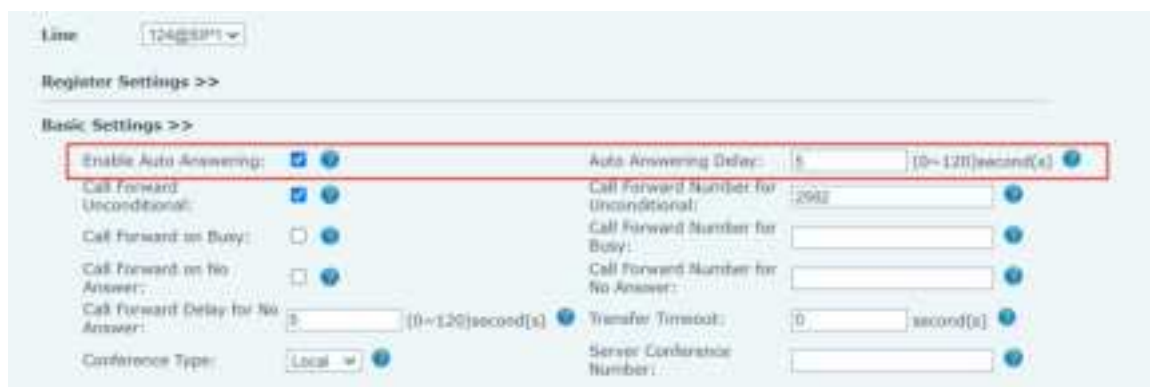 Line 124@SIP1
Register Settings >>
Basic Settings >>
Enable Auto Answering: Auto Answering Delay: 5 (0~120)second(s)
Call Forward Unconditional: Call Forward Number for Unconditional: 2982
Call Forward on Busy: Call Forward Number for Busy:
Call Forward on No Answer: Call Forward Number for No Answer:
Call Forward Delay for No Answer: 5 (0~120)second(s) Transfer Timeout: 0 second(s)
Conference Type: Local Server Conference Number: